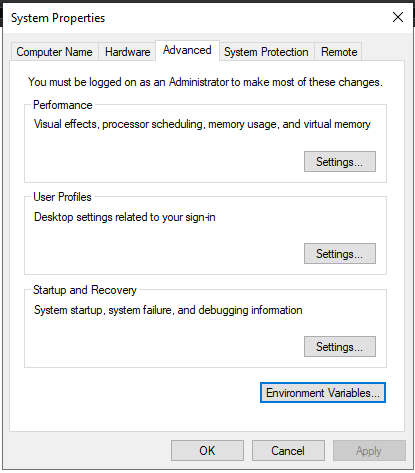 System Properties
Computer Name Hardware Advanced System Protection Remote
You must be logged on as an Administrator to make most of these changes.
Performance
Visual effects, processor scheduling, memory usage, and virtual memory
Settings...
User Profiles
Desktop settings related to your sign-in
Settings...
Startup and Recovery
System startup, system failure, and debugging information
Settings...
Environment Variables...
OK Cancel Apply